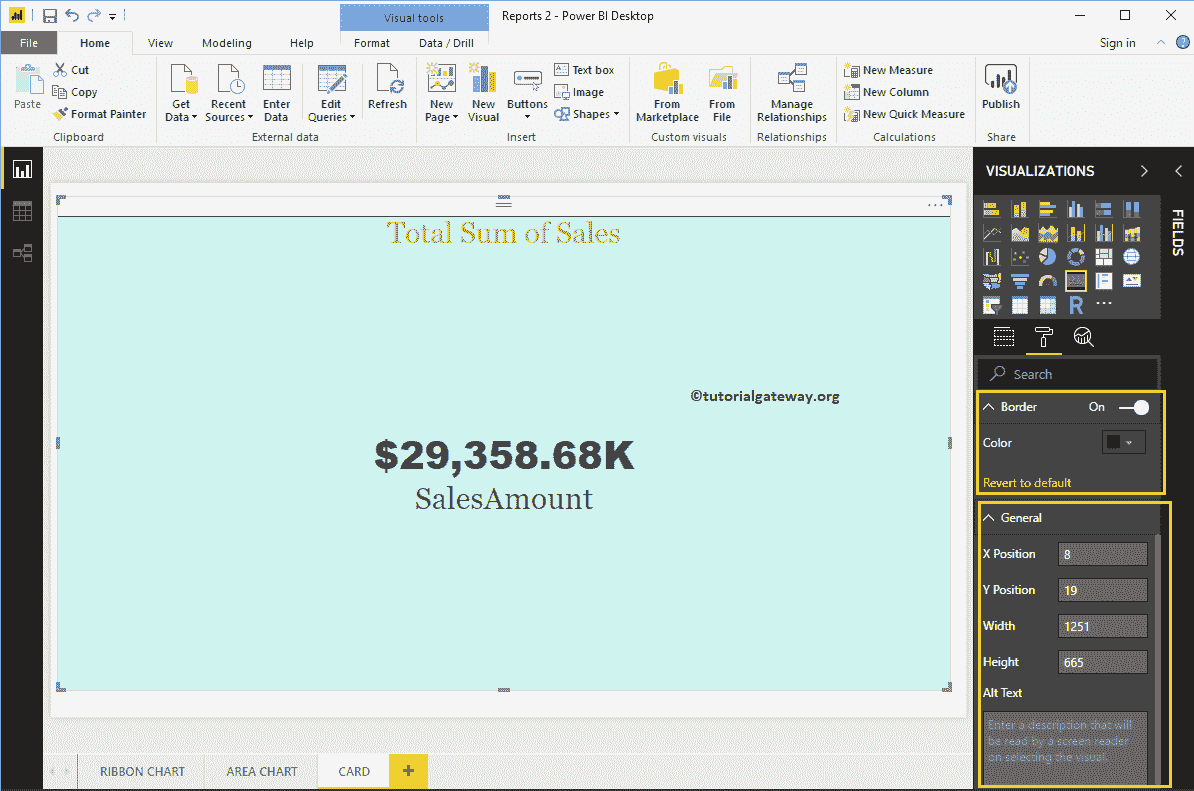 Visual tools
Reports 2 - Power BI Desktop
File
Home
View
Modeling
Help
Format
Data / Drill
Sign in
?
Paste
Cut
Copy
Format Painter
Clipboard
Get Data
Recent Sources
Enter Data
Edit Queries
External data
Refresh
New Page
New Visual
Buttons
Text box
Image
Shapes
Insert
From Marketplace
From File
Custom visuals
Manage Relationships
Relationships
New Measure
New Column
New Quick Measure
Calculations
Publish
Share
Total Sum of Sales
©tutorialgateway.org
$29,358.68K
SalesAmount
VISUALIZATIONS
FIELDS
R
Search
Border On
Color
Revert to default
General
X Position 8
Y Position 19
Width 1251
Height 665
Alt Text
Enter a description that will
be read by a screen reader
on selecting the visual.
RIBBON CHART
AREA CHART
CARD
+